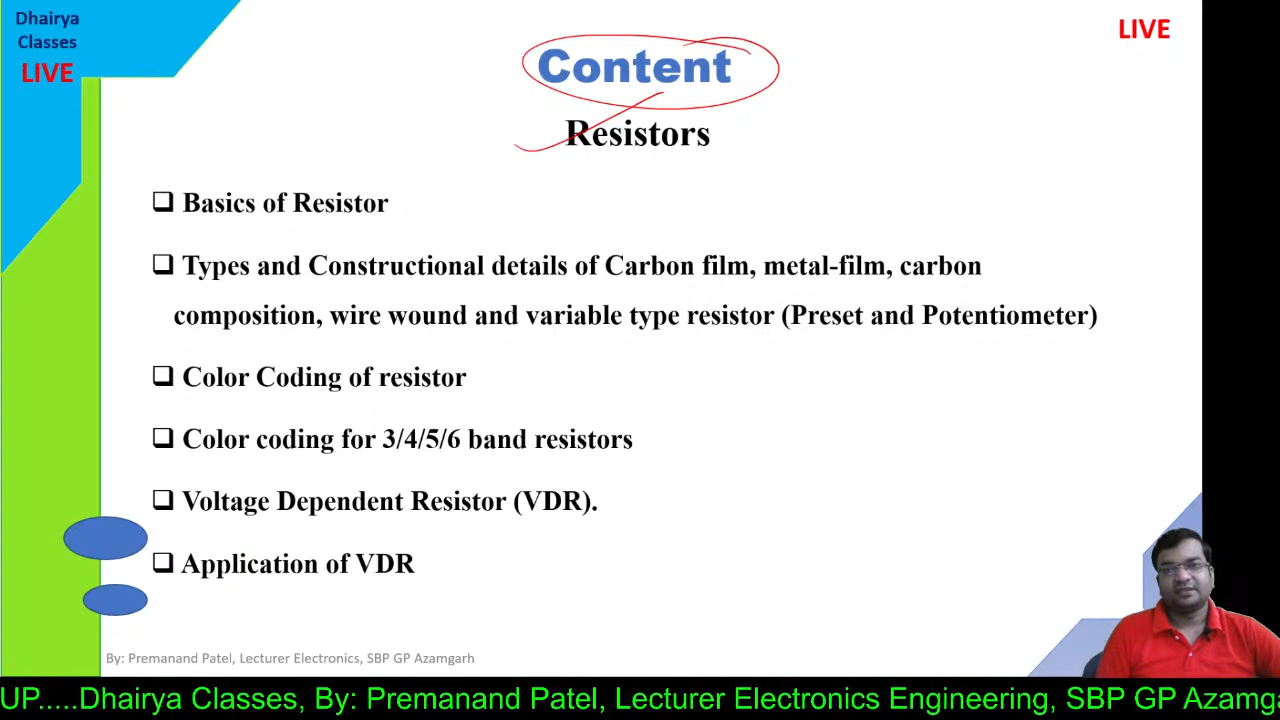 Dhairya
Classes
LIVE
LIVE
Content
Resistors
❑ Basics of Resistor
❑ Types and Constructional details of Carbon film, metal-film, carbon
composition, wire wound and variable type resistor (Preset and Potentiometer)
❑ Color Coding of resistor
❑ Color coding for 3/4/5/6 band resistors
❑ Voltage Dependent Resistor (VDR).
❑ Application of VDR
By: Premanand Patel, Lecturer Electronics, SBP GP Azamgarh
UP.....Dhairya Classes, By: Premanand Patel, Lecturer Electronics Engineering, SBP GP Azamga